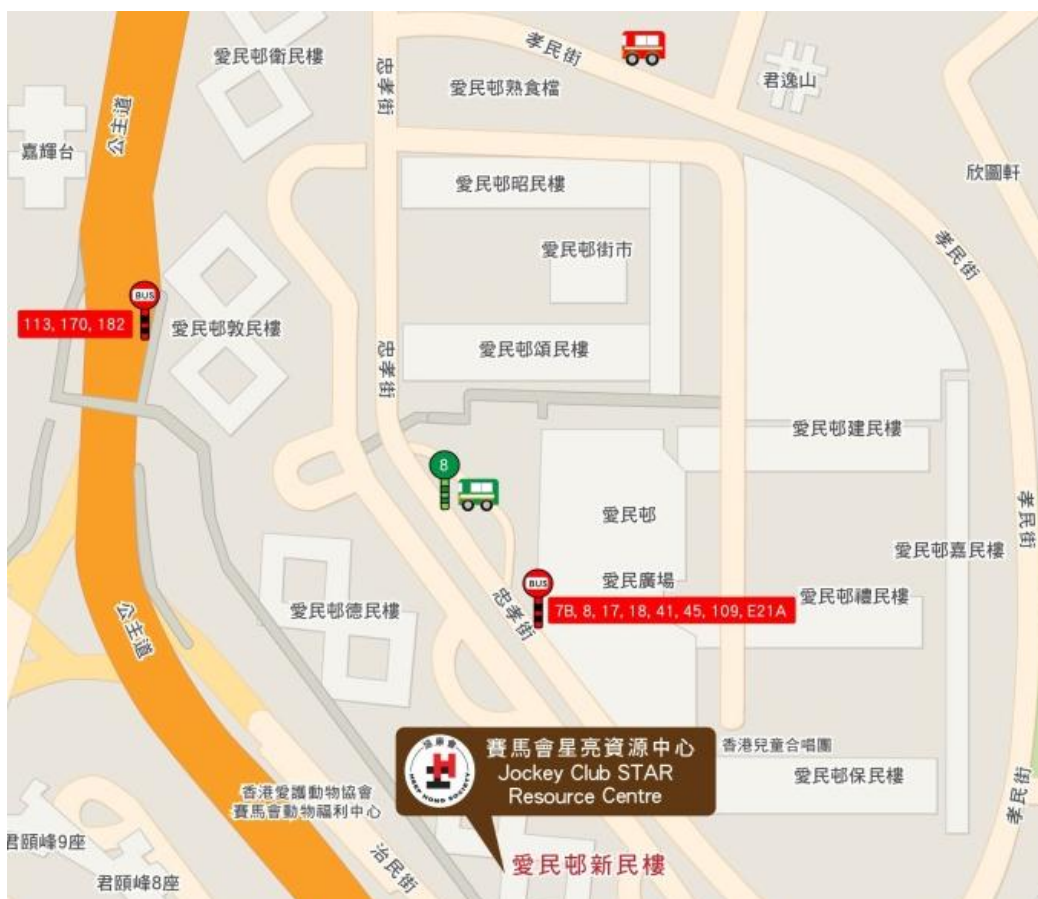 愛民邨衛民樓
忠孝街
孝民街
愛民邨熟食檔
君逸山
公主道
嘉輝台
愛民邨昭民樓
欣圖軒
愛民邨街市
孝民街
BUS
113, 170, 182
愛民邨敦民樓
忠孝街
愛民邨頌民樓
愛民邨建民樓
8
愛民邨
孝民街
愛民邨嘉民樓
愛民廣場
BUS
7B, 8, 17, 18, 41, 45, 109, E21A
愛民邨禮民樓
愛民邨德民樓
忠孝街
公主道
協康會
HEEP HONG SOCIETY
賽馬會星亮資源中心
Jockey Club STAR
Resource Centre
香港兒童合唱團
愛民邨保民樓
孝民街
香港愛護動物協會
賽馬會動物福利中心
君頤峰9座
治民街
愛民邨新民樓
君頤峰8座